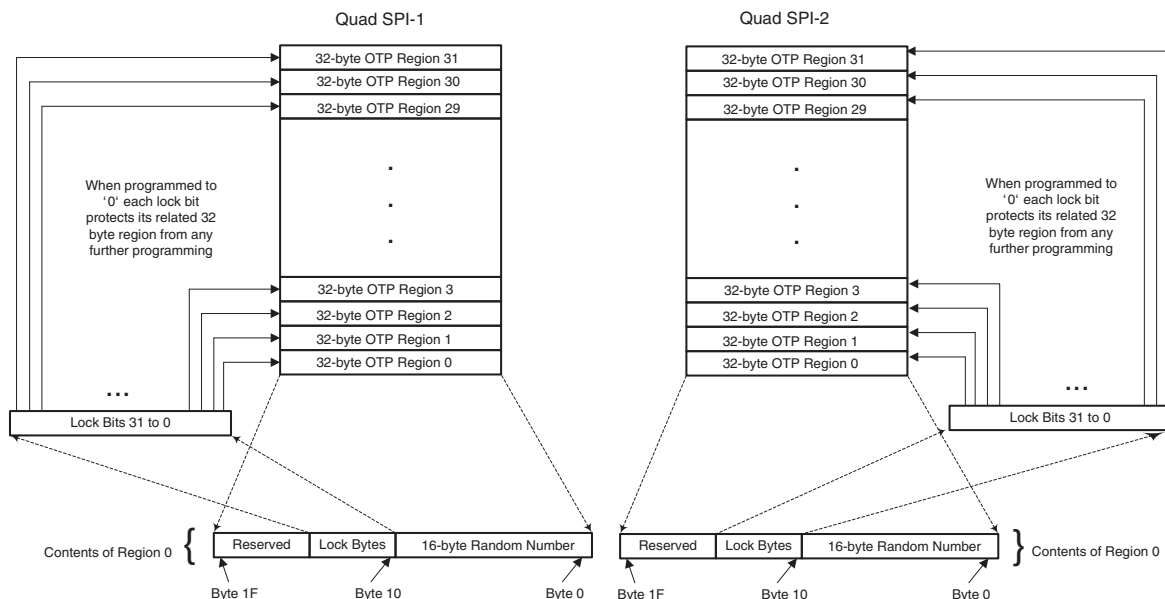 Quad SPI-1
32-byte OTP Region 31
32-byte OTP Region 30
32-byte OTP Region 29
.
.
.
When programmed to
'0' each lock bit
protects its related 32
byte region from any
further programming
32-byte OTP Region 3
32-byte OTP Region 2
32-byte OTP Region 1
32-byte OTP Region 0
...
Lock Bits 31 to 0
Contents of Region 0 {
Reserved
Lock Bytes
16-byte Random Number
Byte 1F
Byte 10
Byte 0
Quad SPI-2
32-byte OTP Region 31
32-byte OTP Region 30
32-byte OTP Region 29
.
.
.
When programmed to
'0' each lock bit
protects its related 32
byte region from any
further programming
32-byte OTP Region 3
32-byte OTP Region 2
32-byte OTP Region 1
32-byte OTP Region 0
...
Lock Bits 31 to 0
Reserved
Lock Bytes
16-byte Random Number
} Contents of Region 0
Byte 1F
Byte 10
Byte 0